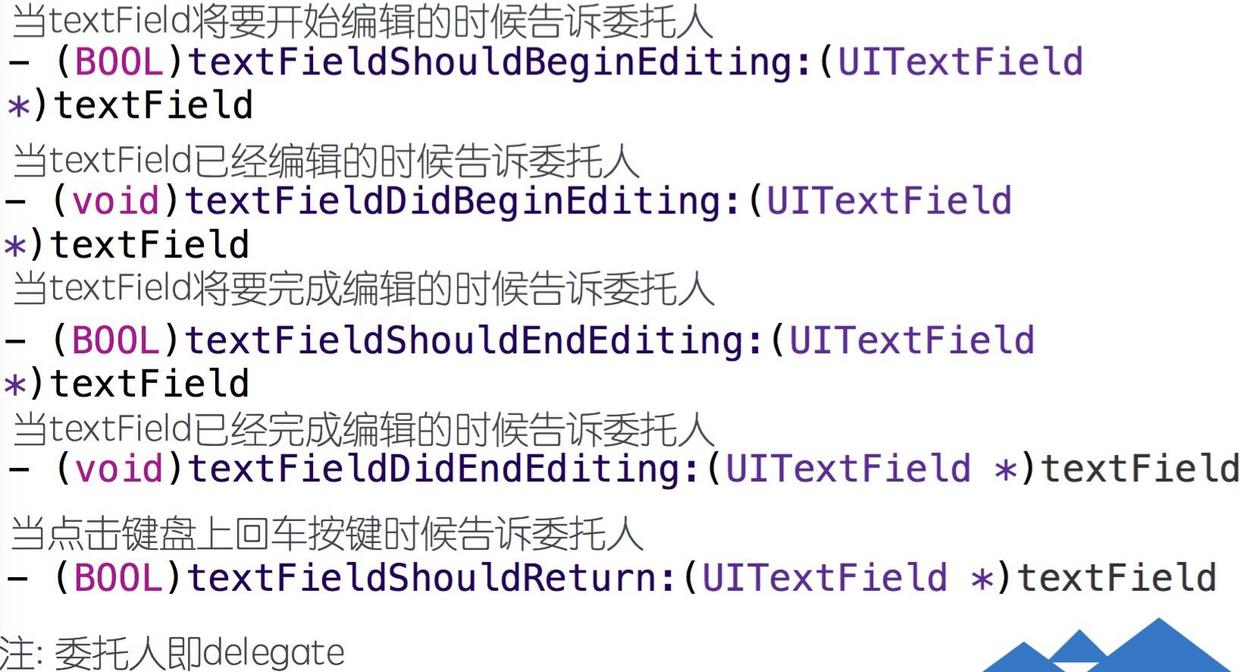 当textField将要开始编辑的时候告诉委托人
- (BOOL)textFieldShouldBeginEditing:(UITextField
*)textField
当textField已经编辑的时候告诉委托人
- (void)textFieldDidBeginEditing:(UITextField
*)textField
当textField将要完成编辑的时候告诉委托人
- (BOOL)textFieldShouldEndEditing:(UITextField
*)textField
当textField已经完成编辑的时候告诉委托人
- (void)textFieldDidEndEditing:(UITextField *)textField
当点击键盘上回车按键时候告诉委托人
- (BOOL)textFieldShouldReturn:(UITextField *)textField
注: 委托人即delegate